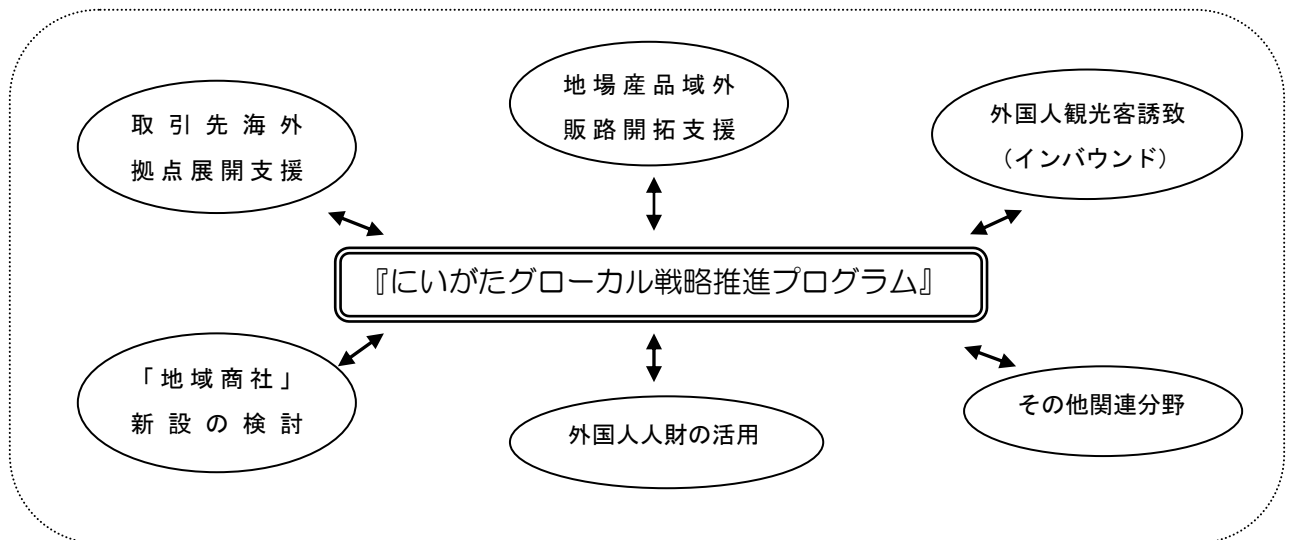 取引先海外
拠点展開支援
地場産品域外
販路開拓支援
外国人観光客誘致
（インバウンド）
『にいがたグローカル戦略推進プログラム』
「地域商社」
新設の検討
外国人人財の活用
その他関連分野